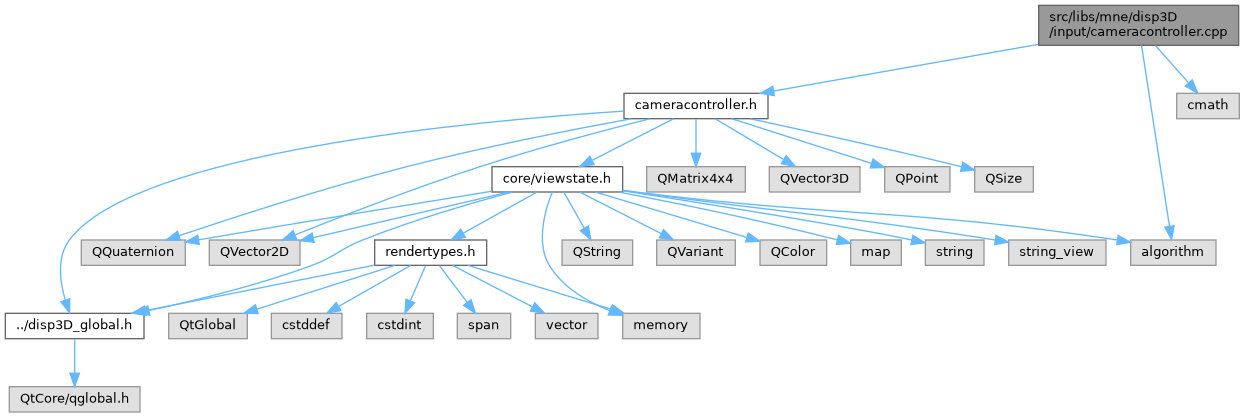 src/libs/mne/disp3D
/input/cameracontroller.cpp
cameracontroller.h
cmath
core/viewstate.h
QMatrix4x4
QVector3D
QPoint
QSize
QQuaternion
QVector2D
rendertypes.h
QString
QVariant
QColor
map
string
string_view
algorithm
../disp3D_global.h
QtGlobal
cstddef
cstdint
span
vector
memory
QtCore/qglobal.h